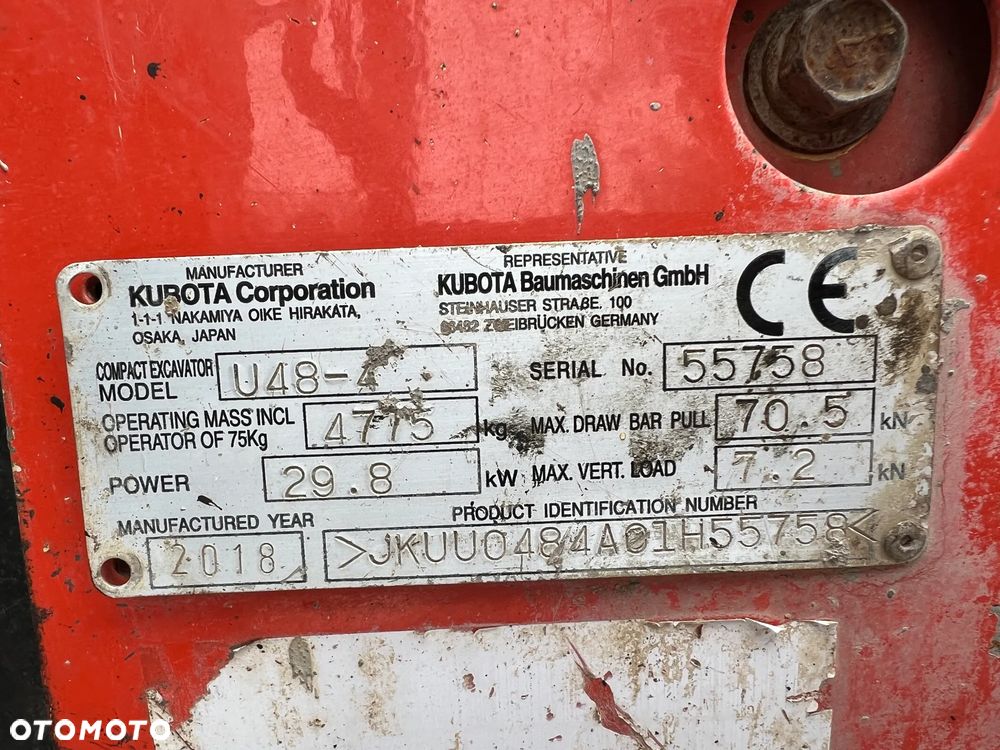 MANUFACTURER
KUBOTA Corporation
1-1-1 NAKAMIYA OIKE HIRAKATA,
OSAKA, JAPAN
REPRESENTATIVE
KUBOTA Baumaschinen GmbH
STEINHAUSER STRAßE. 100
66482 ZWEIBRÜCKEN GERMANY
CE
COMPACT EXCAVATOR
MODEL U48-4
SERIAL No. 55758
OPERATING MASS INCL
OPERATOR OF 75Kg 4775 kg
MAX. DRAW BAR PULL 70.5 kN
POWER 29.8 kW
MAX. VERT. LOAD 7.2 kN
MANUFACTURED YEAR
2018
PRODUCT IDENTIFICATION NUMBER
>JKUU0484A01H55758<
OTOMOTO